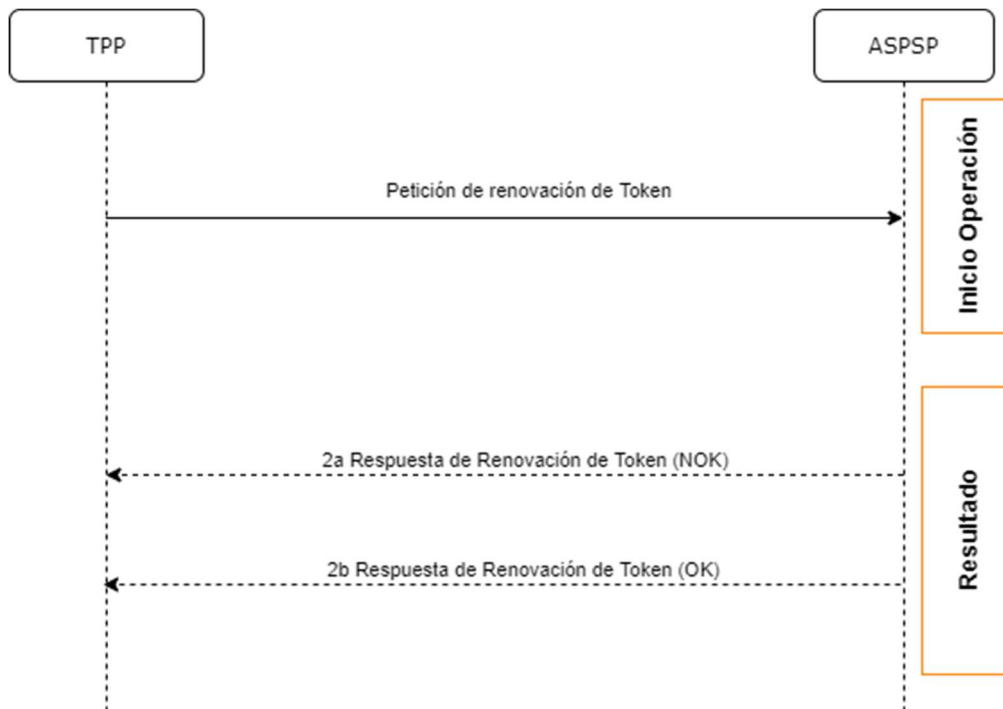 TPP
ASPSP
Inicio Operación
Petición de renovación de Token
2a Respuesta de Renovación de Token (NOK)
Resultado
2b Respuesta de Renovación de Token (OK)